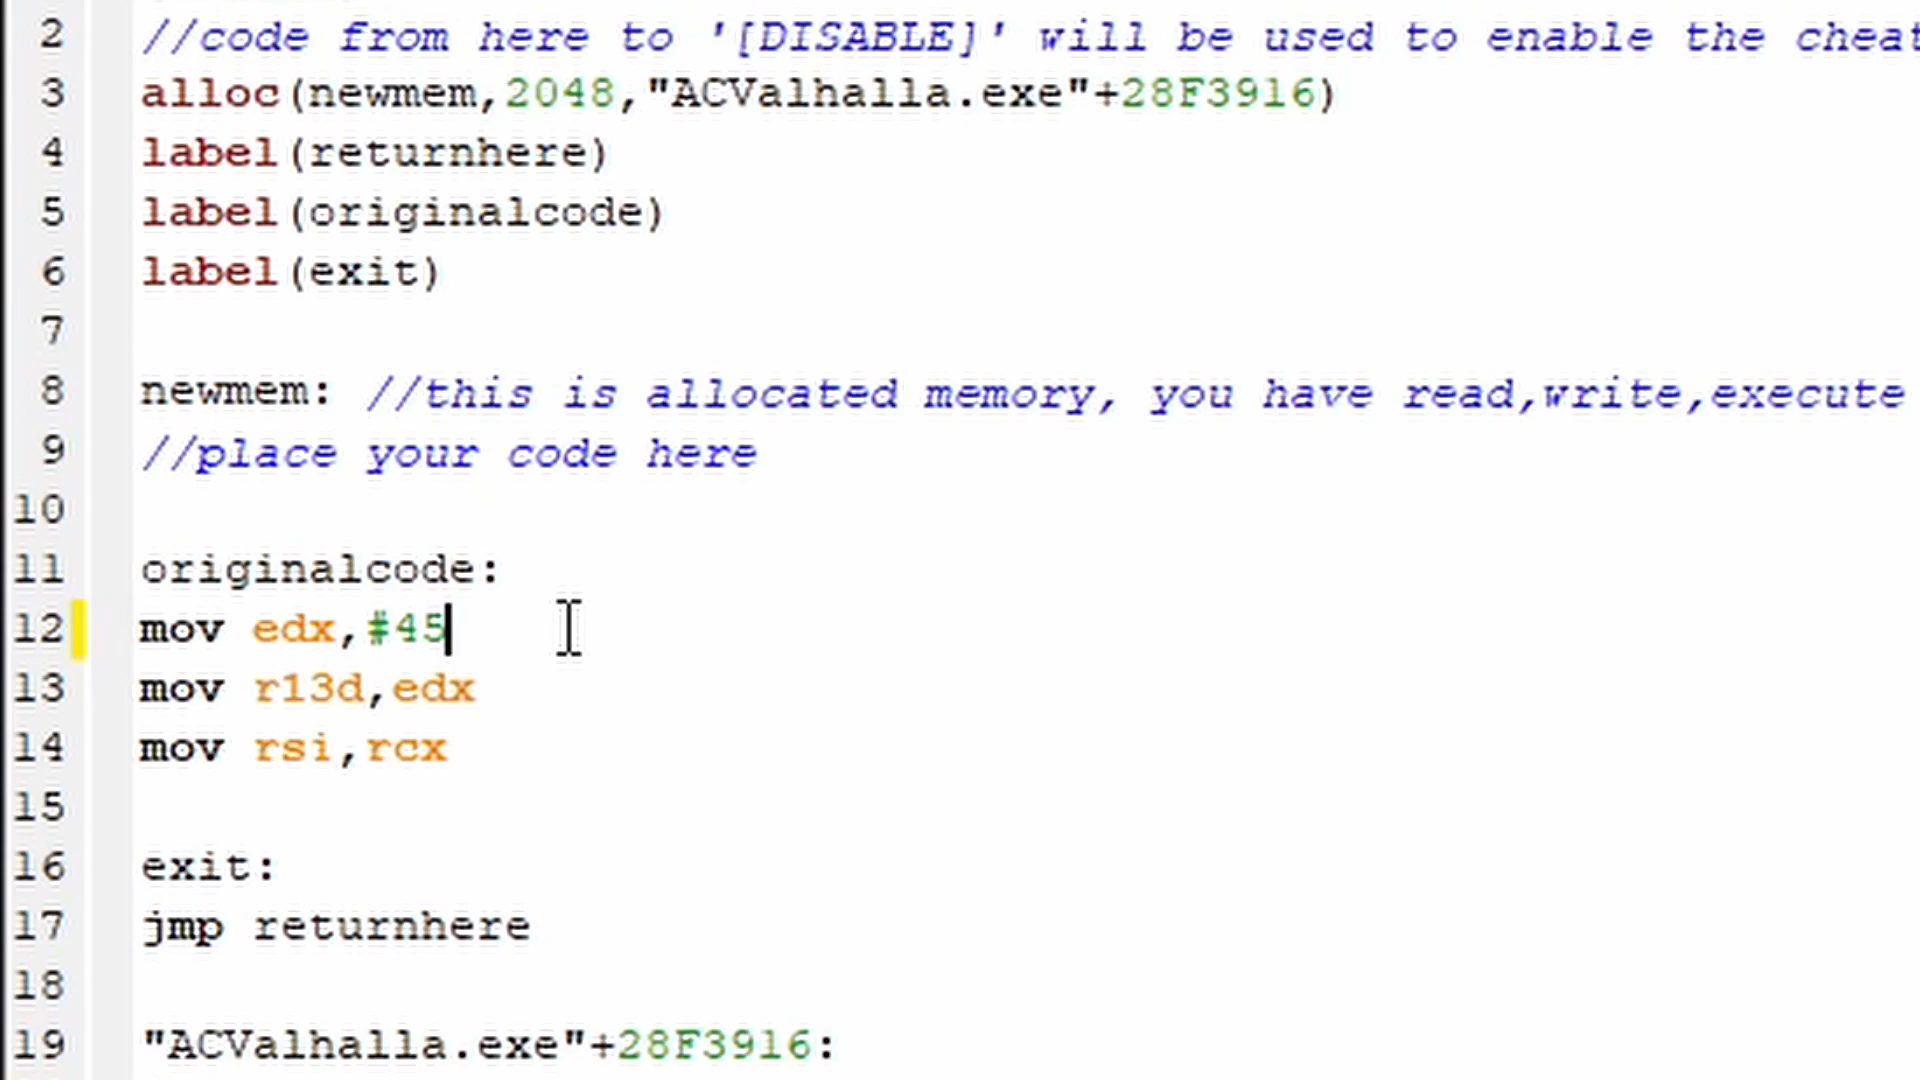 2 //code from here to '[DISABLE]' will be used to enable the cheat
3 alloc(newmem,2048,"ACValhalla.exe"+28F3916)
4 label(returnhere)
5 label(originalcode)
6 label(exit)
7
8 newmem: //this is allocated memory, you have read,write,execute
9 //place your code here
10
11 originalcode:
12 mov edx,#45
13 mov r13d,edx
14 mov rsi,rcx
15
16 exit:
17 jmp returnhere
18
19 "ACValhalla.exe"+28F3916: